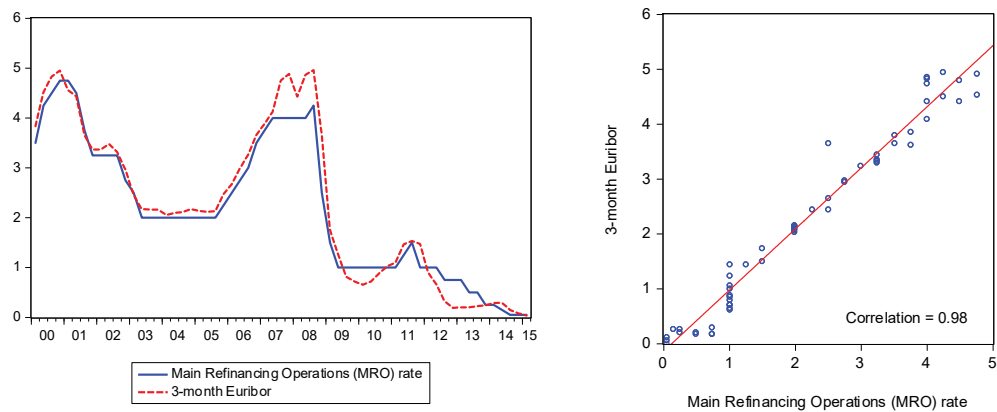 6
5
4
3
2
1
0
00 01 02 03 04 05 06 07 08 09 10 11 12 13 14 15
Main Refinancing Operations (MRO) rate
3-month Euribor
6
5
4
3
2
1
0
3-month Euribor
Correlation = 0.98
0 1 2 3 4 5
Main Refinancing Operations (MRO) rate